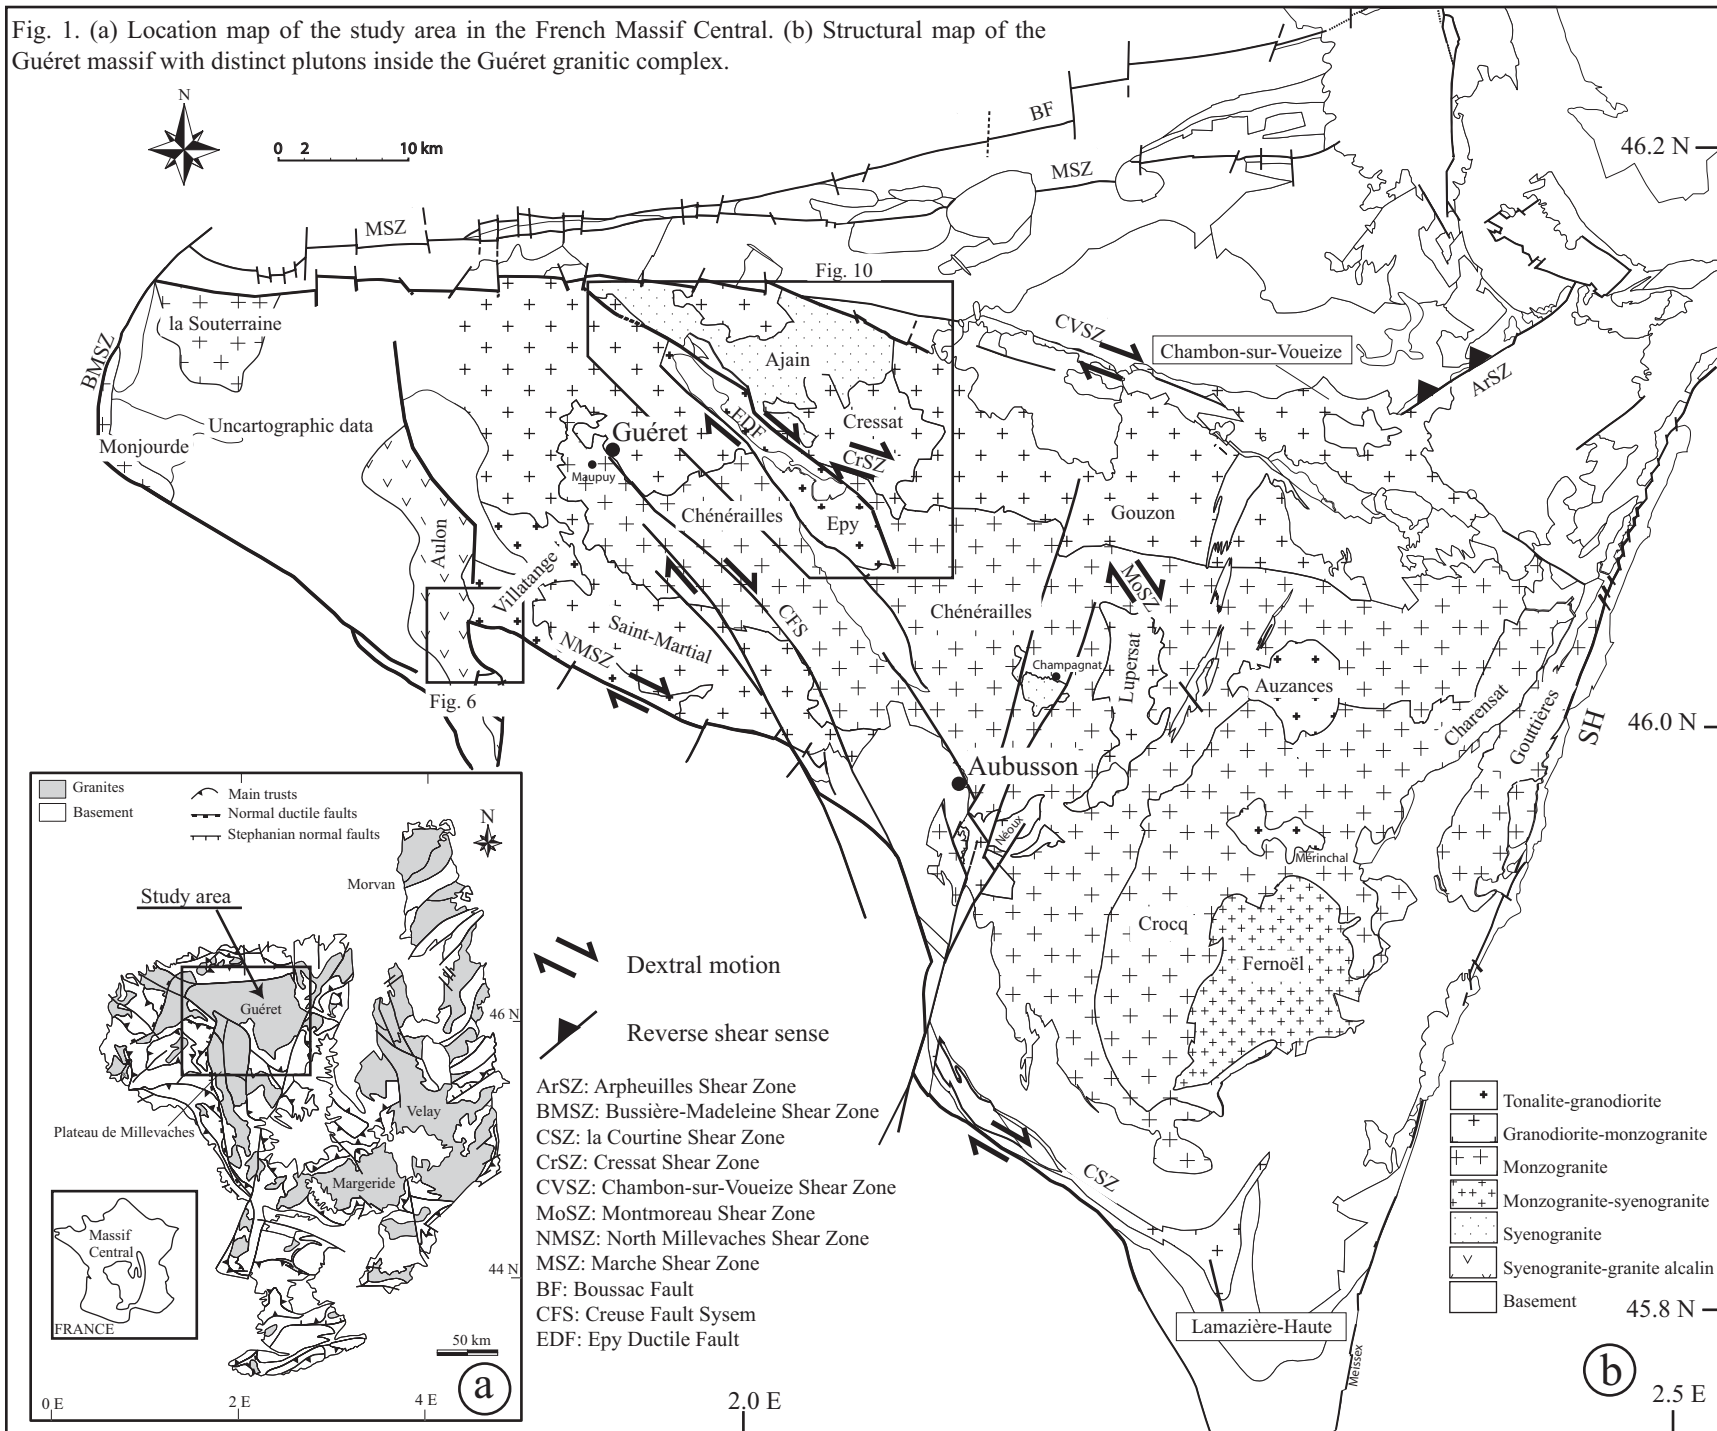 Fig. 1. (a) Location map of the study area in the French Massif Central. (b) Structural map of the
Guéret massif with distinct plutons inside the Guéret granitic complex.
N
0 2 10 km
BF
MSZ
46.2 N
MSZ
Fig. 10
la Souterraine
BMSZ
CVSZ
Chambon-sur-Voueize
ArSZ
Ajain
Uncartographic data
Monjourde
Guéret
EDF
Cressat
CrSZ
Maupuy
Chénérailles
Epy
Gouzon
Aulon
Villatange
MoSZ
Chénérailles
CFS
Saint-Martial
NMSZ
Champagnat
Lupersat
Auzances
Charensat
Gouttières
SH
46.0 N
Fig. 6
Aubusson
Néoux
Mérinchal
Crocq
Fernoël
Granites
Basement
Main trusts
Normal ductile faults
Stephanian normal faults
N
Morvan
Study area
Guéret
46 N
Velay
Plateau de Millevaches
Margeride
Massif
Central
FRANCE
44 N
50 km
a
0 E
2 E
4 E
Dextral motion
Reverse shear sense
ArSZ: Arpheuilles Shear Zone
BMSZ: Bussière-Madeleine Shear Zone
CSZ: la Courtine Shear Zone
CrSZ: Cressat Shear Zone
CVSZ: Chambon-sur-Voueize Shear Zone
MoSZ: Montmoreau Shear Zone
NMSZ: North Millevaches Shear Zone
MSZ: Marche Shear Zone
BF: Boussac Fault
CFS: Creuse Fault Sysem
EDF: Epy Ductile Fault
CSZ
Lamazière-Haute
Meissex
Tonalite-granodiorite
Granodiorite-monzogranite
Monzogranite
Monzogranite-syenogranite
Syenogranite
Syenogranite-granite alcalin
Basement
45.8 N
b
2.0 E
2.5 E